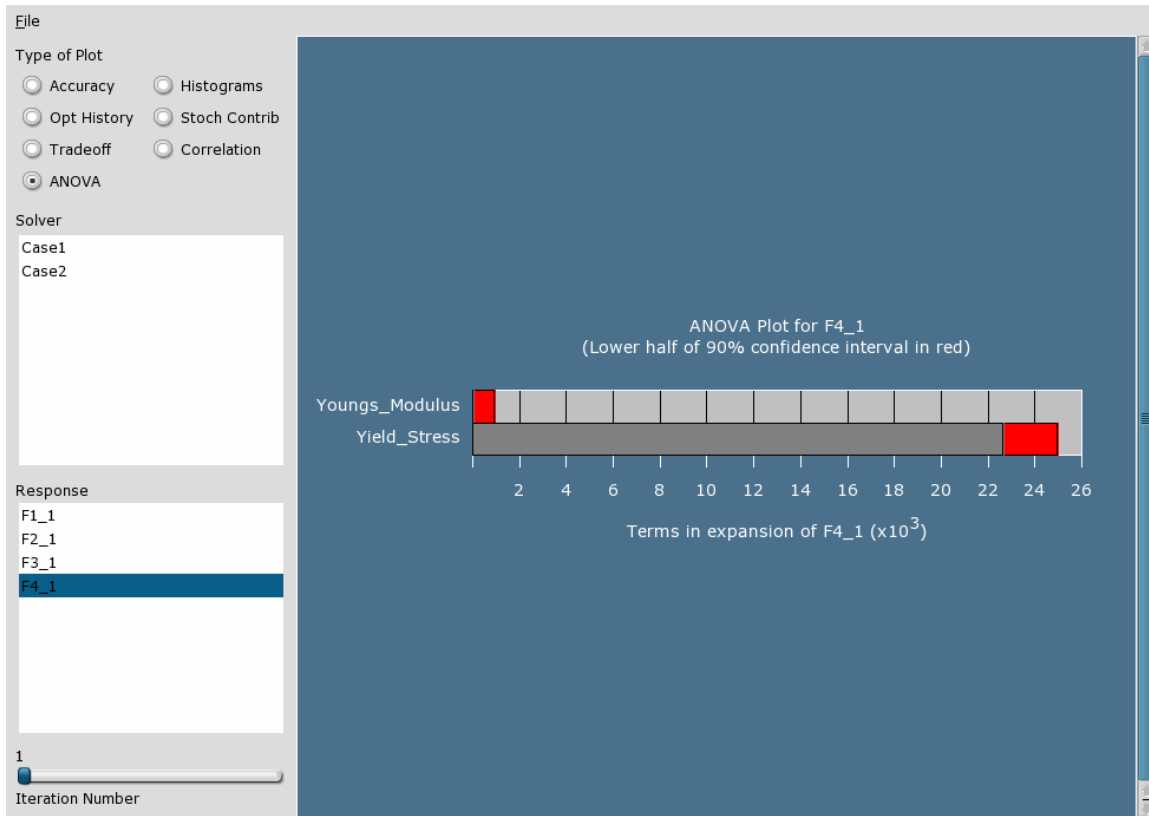 File
Type of Plot
Accuracy Histograms
Opt History Stoch Contrib
Tradeoff Correlation
ANOVA
Solver
Case1
Case2
Response
F1_1
F2_1
F3_1
F4_1
1
Iteration Number
ANOVA Plot for F4_1
(Lower half of 90% confidence interval in red)
Youngs_Modulus
Yield_Stress
2 4 6 8 10 12 14 16 18 20 22 24 26
Terms in expansion of F4_1 (x10³)